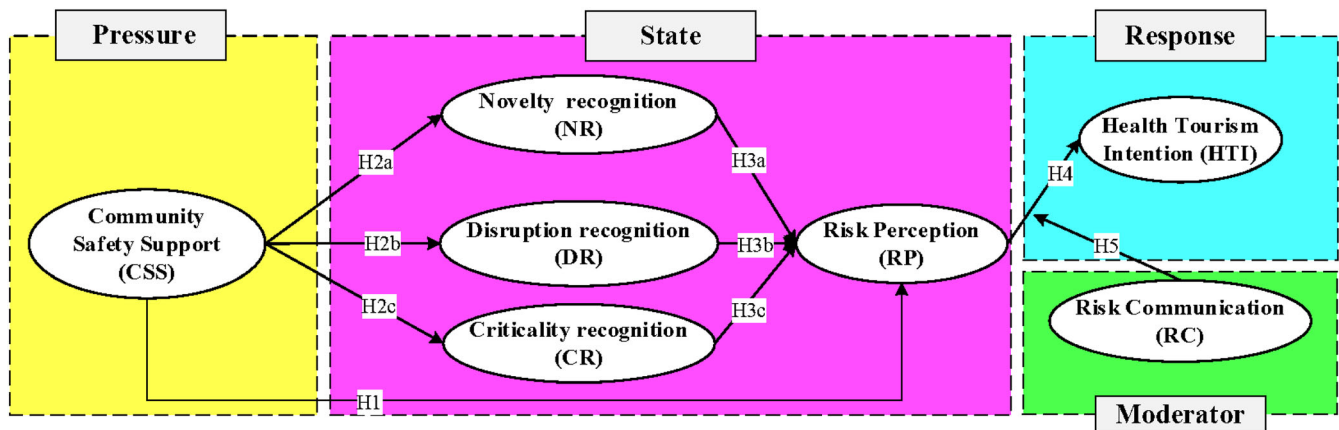 Pressure
State
Response
Novelty recognition
(NR)
Health Tourism
Intention (HTI)
H2a
H3a
H4
Community
Safety Support
(CSS)
H2b
Disruption recognition
(DR)
H3b
Risk Perception
(RP)
H5
H2c
H3c
Criticality recognition
(CR)
Risk Communication
(RC)
H1
Moderator